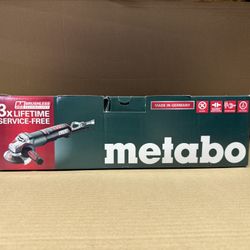 BRUSHLESS
3x LIFETIME
SERVICE-FREE
MADE IN GERMANY
metabo